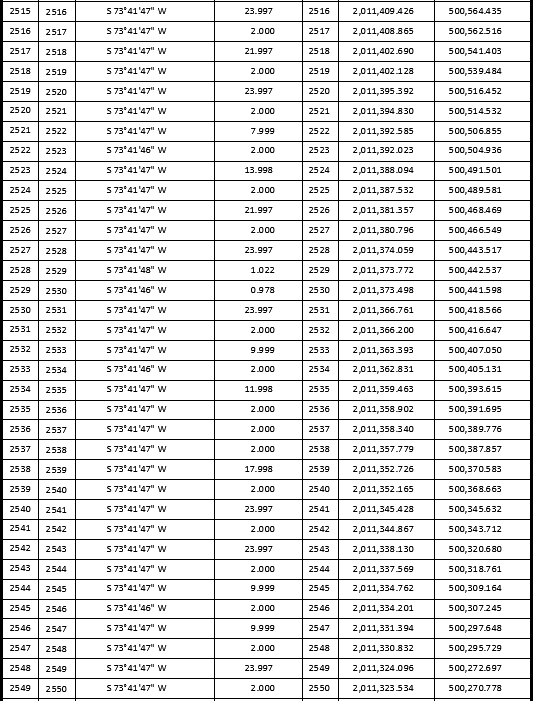 2515 2516 S 73°41'47" W 23.997 2516 2,011,409.426 500,564.435
2516 2517 S 73°41'47" W 2.000 2517 2,011,408.865 500,562.516
2517 2518 S 73°41'47" W 21.997 2518 2,011,402.690 500,541.403
2518 2519 S 73°41'47" W 2.000 2519 2,011,402.128 500,539.484
2519 2520 S 73°41'47" W 23.997 2520 2,011,395.392 500,516.452
2520 2521 S 73°41'47" W 2.000 2521 2,011,394.830 500,514.532
2521 2522 S 73°41'47" W 7.999 2522 2,011,392.585 500,506.855
2522 2523 S 73°41'46" W 2.000 2523 2,011,392.023 500,504.936
2523 2524 S 73°41'47" W 13.998 2524 2,011,388.094 500,491.501
2524 2525 S 73°41'47" W 2.000 2525 2,011,387.532 500,489.581
2525 2526 S 73°41'47" W 21.997 2526 2,011,381.357 500,468.469
2526 2527 S 73°41'47" W 2.000 2527 2,011,380.796 500,466.549
2527 2528 S 73°41'47" W 23.997 2528 2,011,374.059 500,443.517
2528 2529 S 73°41'48" W 1.022 2529 2,011,373.772 500,442.537
2529 2530 S 73°41'46" W 0.978 2530 2,011,373.498 500,441.598
2530 2531 S 73°41'47" W 23.997 2531 2,011,366.761 500,418.566
2531 2532 S 73°41'47" W 2.000 2532 2,011,366.200 500,416.647
2532 2533 S 73°41'47" W 9.999 2533 2,011,363.393 500,407.050
2533 2534 S 73°41'46" W 2.000 2534 2,011,362.831 500,405.131
2534 2535 S 73°41'47" W 11.998 2535 2,011,359.463 500,393.615
2535 2536 S 73°41'47" W 2.000 2536 2,011,358.902 500,391.695
2536 2537 S 73°41'47" W 2.000 2537 2,011,358.340 500,389.776
2537 2538 S 73°41'47" W 2.000 2538 2,011,357.779 500,387.857
2538 2539 S 73°41'47" W 17.998 2539 2,011,352.726 500,370.583
2539 2540 S 73°41'47" W 2.000 2540 2,011,352.165 500,368.663
2540 2541 S 73°41'47" W 23.997 2541 2,011,345.428 500,345.632
2541 2542 S 73°41'47" W 2.000 2542 2,011,344.867 500,343.712
2542 2543 S 73°41'47" W 23.997 2543 2,011,338.130 500,320.680
2543 2544 S 73°41'47" W 2.000 2544 2,011,337.569 500,318.761
2544 2545 S 73°41'47" W 9.999 2545 2,011,334.762 500,309.164
2545 2546 S 73°41'46" W 2.000 2546 2,011,334.201 500,307.245
2546 2547 S 73°41'47" W 9.999 2547 2,011,331.394 500,297.648
2547 2548 S 73°41'47" W 2.000 2548 2,011,330.832 500,295.729
2548 2549 S 73°41'47" W 23.997 2549 2,011,324.096 500,272.697
2549 2550 S 73°41'47" W 2.000 2550 2,011,323.534 500,270.778